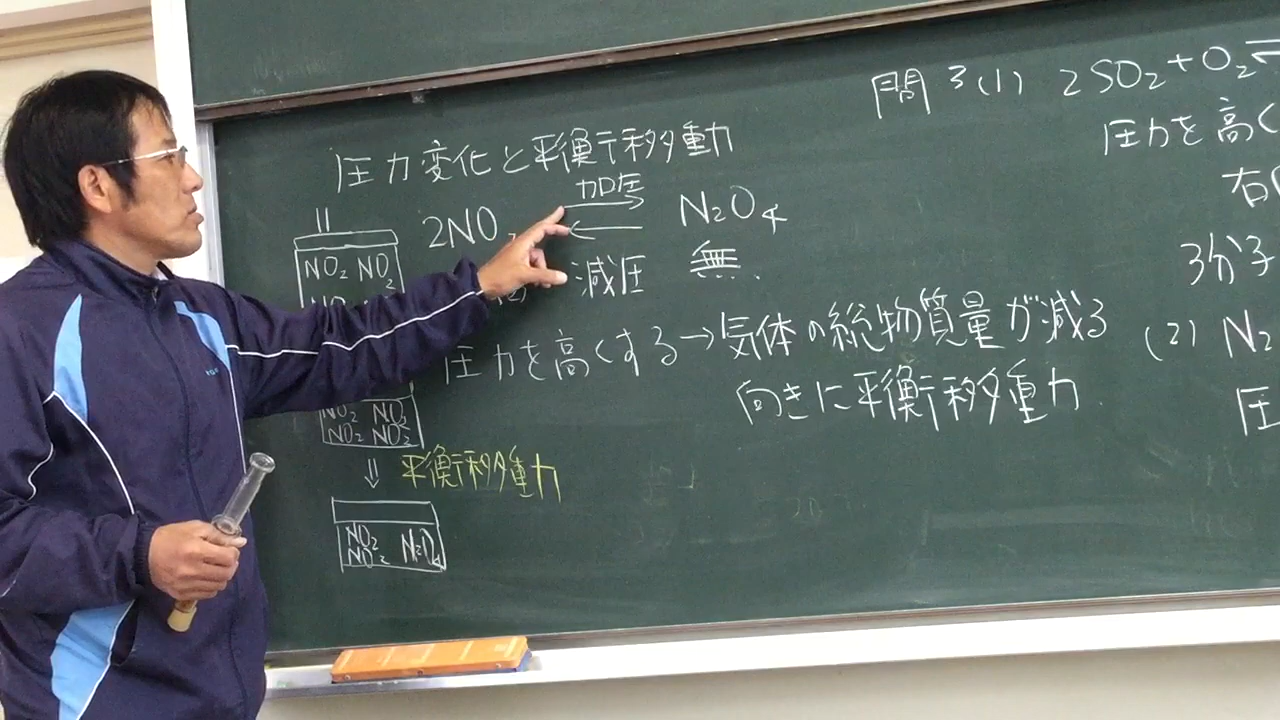 圧力変化と平衡移動
加圧
2NO ⇄ N₂O₄
減圧 無
圧力を高くする→気体の総物質量が減る
向きに平衡移動
NO₂ NO₂
NO₂ NO₂
NO₂ NO₂
⇓ 平衡移動
NO₂
NO₂ N₂O₄
問3(1) 2SO₂+O₂⇄
圧力を高く
右
3分子
(2) N₂
圧